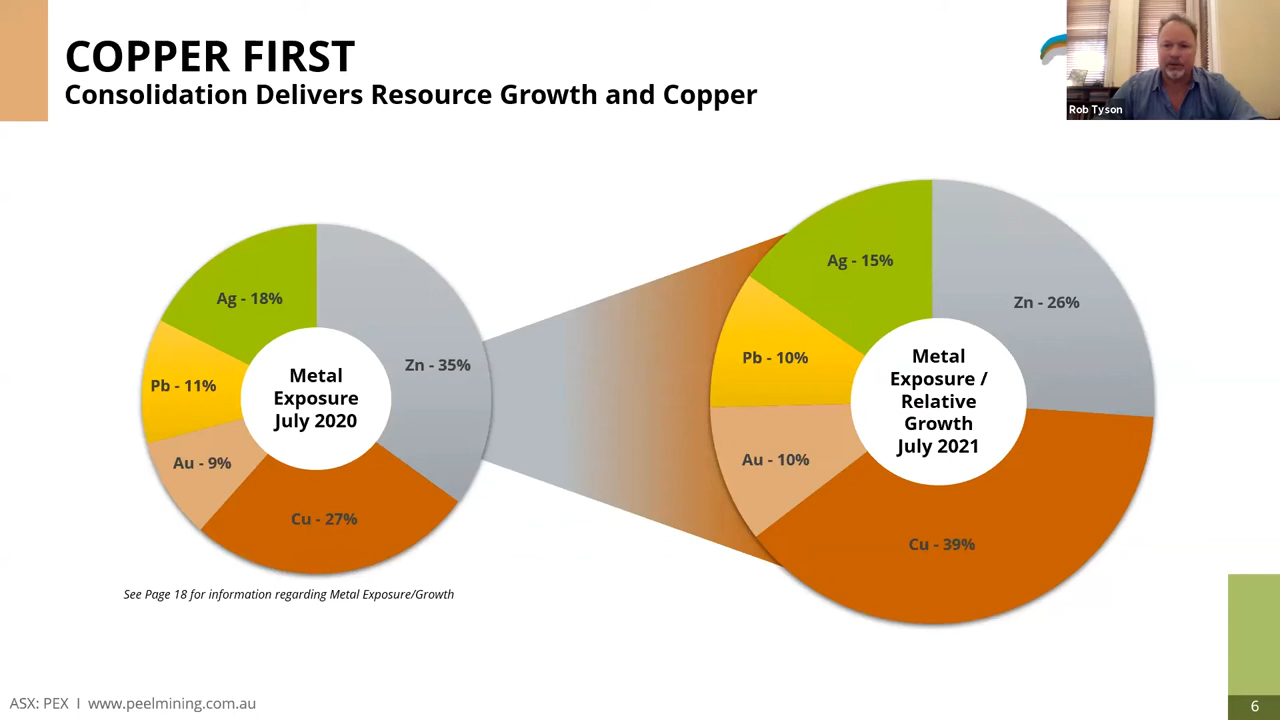 COPPER FIRST
Consolidation Delivers Resource Growth and Copper
Rob Tyson
Ag - 18%
Zn - 35%
Pb - 11%
Au - 9%
Cu - 27%
Metal
Exposure
July 2020
See Page 18 for information regarding Metal Exposure/Growth
Ag - 15%
Zn - 26%
Pb - 10%
Au - 10%
Cu - 39%
Metal
Exposure /
Relative
Growth
July 2021
ASX: PEX I www.peelmining.com.au
6